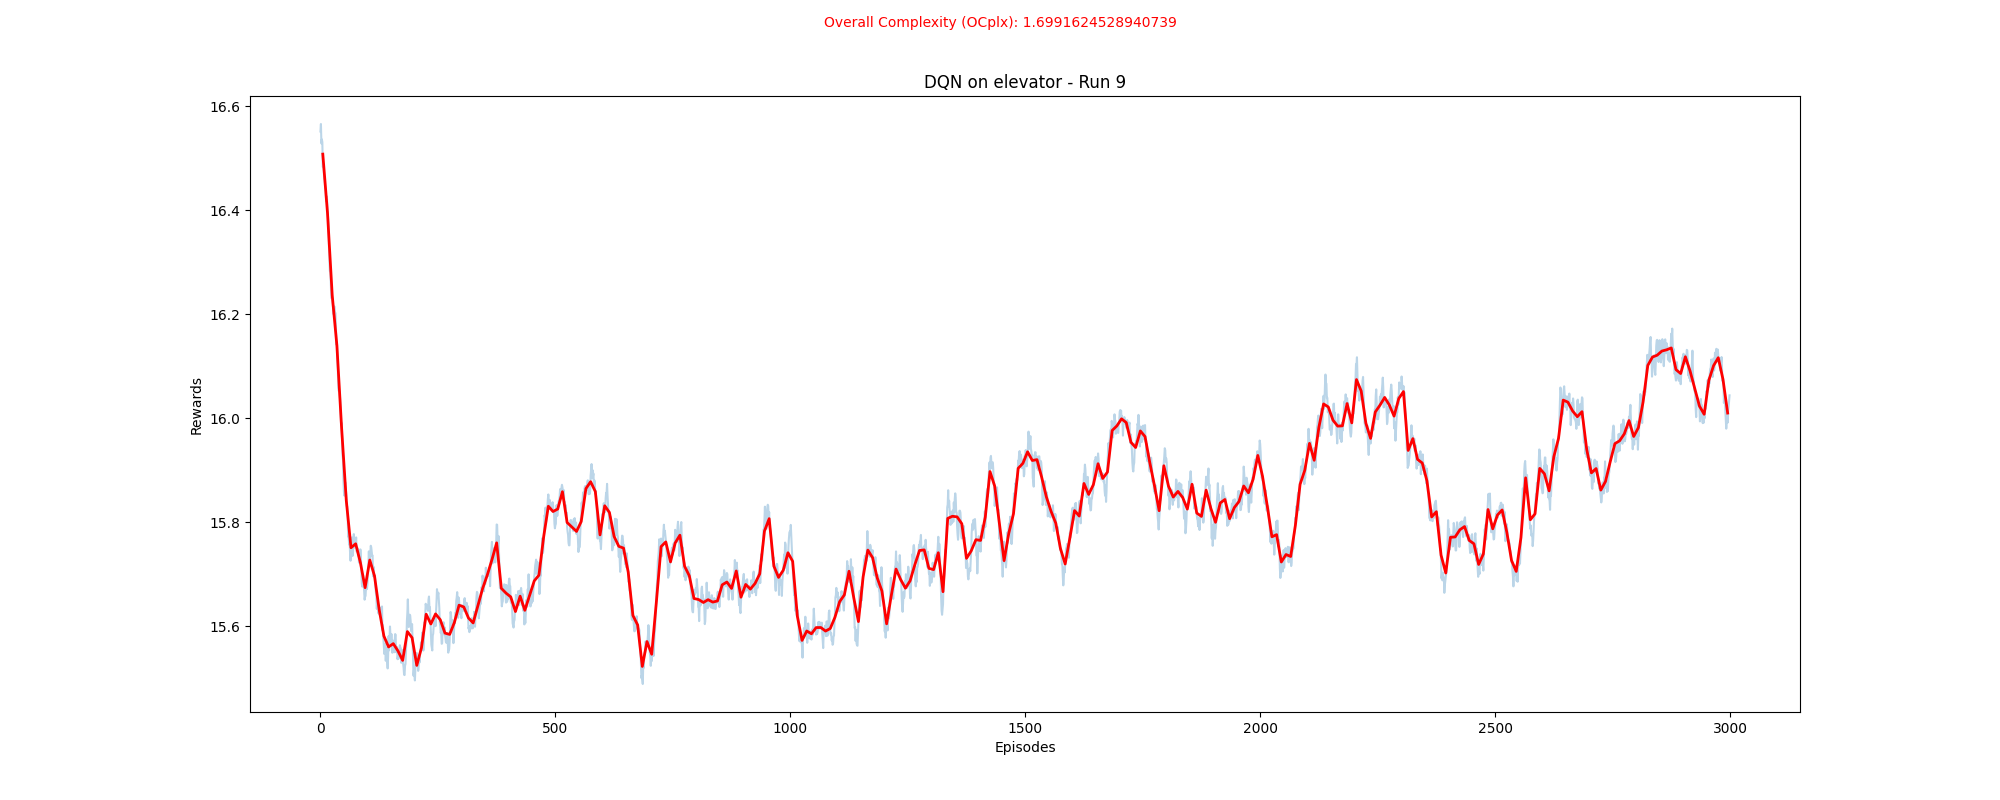 Overall Complexity (OCplx): 1.6991624528940739
DQN on elevator - Run 9
16.6
16.4
16.2
16.0
15.8
15.6
Rewards
0 500 1000 1500 2000 2500 3000
Episodes